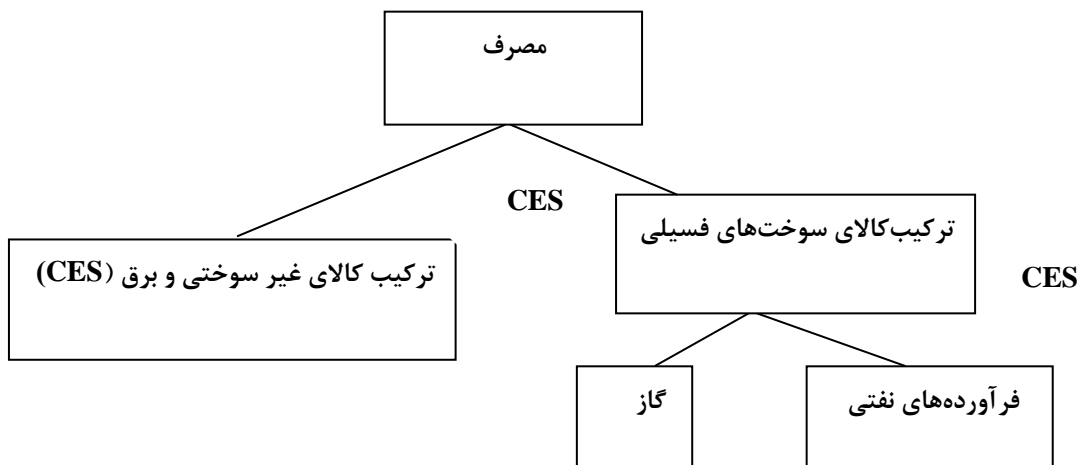 مصرف
CES
ترکیب‌کالای سوخت‌های فسیلی
ترکیب کالای غیر سوختی و برق (CES)
CES
گاز
فرآورده‌های نفتی